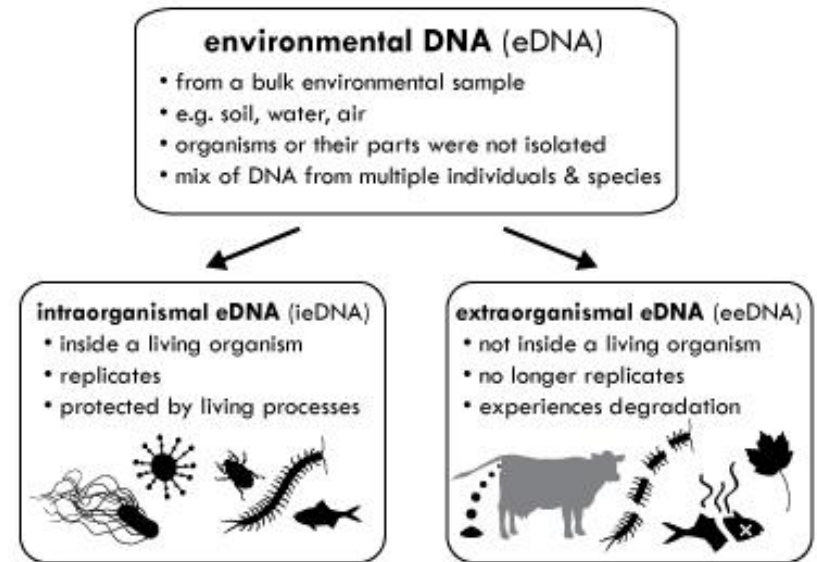 environmental DNA (eDNA)
• from a bulk environmental sample
• e.g. soil, water, air
• organisms or their parts were not isolated
• mix of DNA from multiple individuals & species
intraorganismal eDNA (ieDNA)
• inside a living organism
• replicates
• protected by living processes
extraorganismal eDNA (eeDNA)
• not inside a living organism
• no longer replicates
• experiences degradation